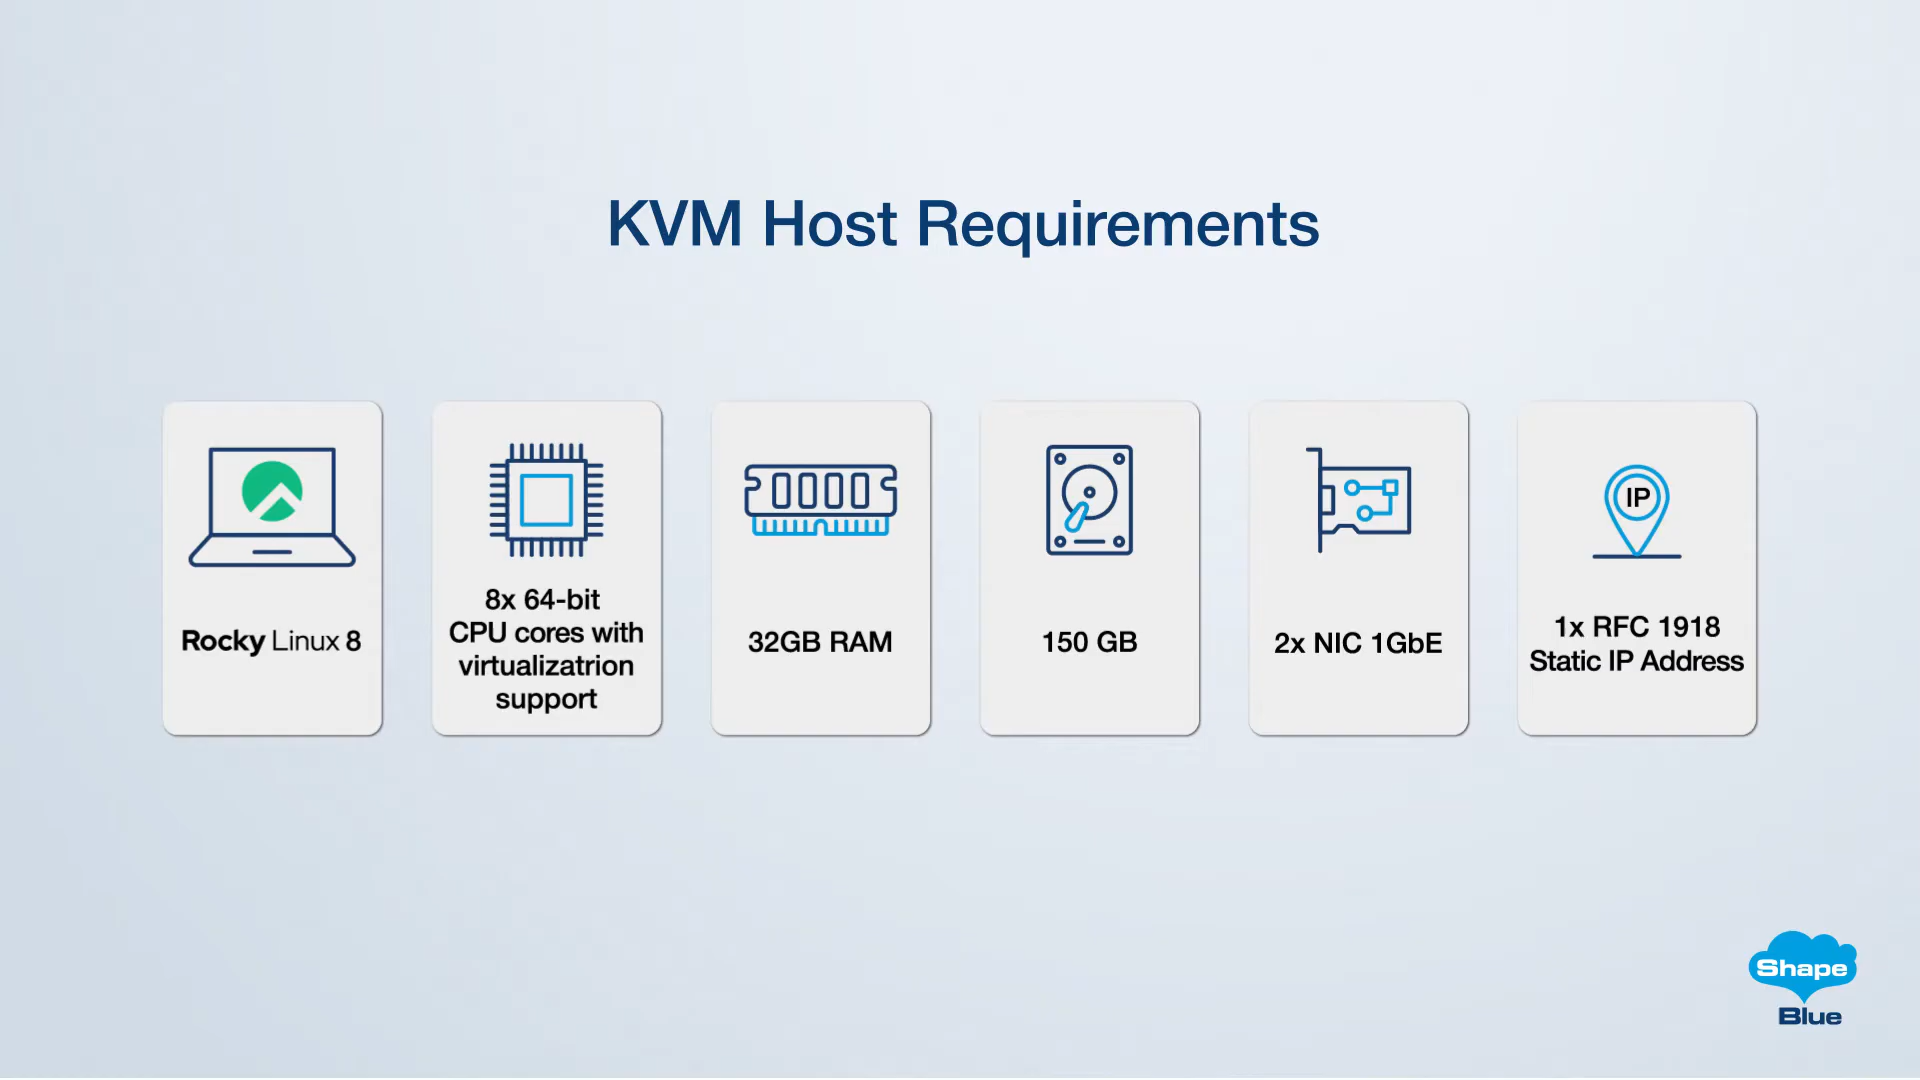 KVM Host Requirements
Rocky Linux 8
8x 64-bit
CPU cores with
virtualizatrion
support
32GB RAM
150 GB
2x NIC 1GbE
IP
1x RFC 1918
Static IP Address
Shape
Blue